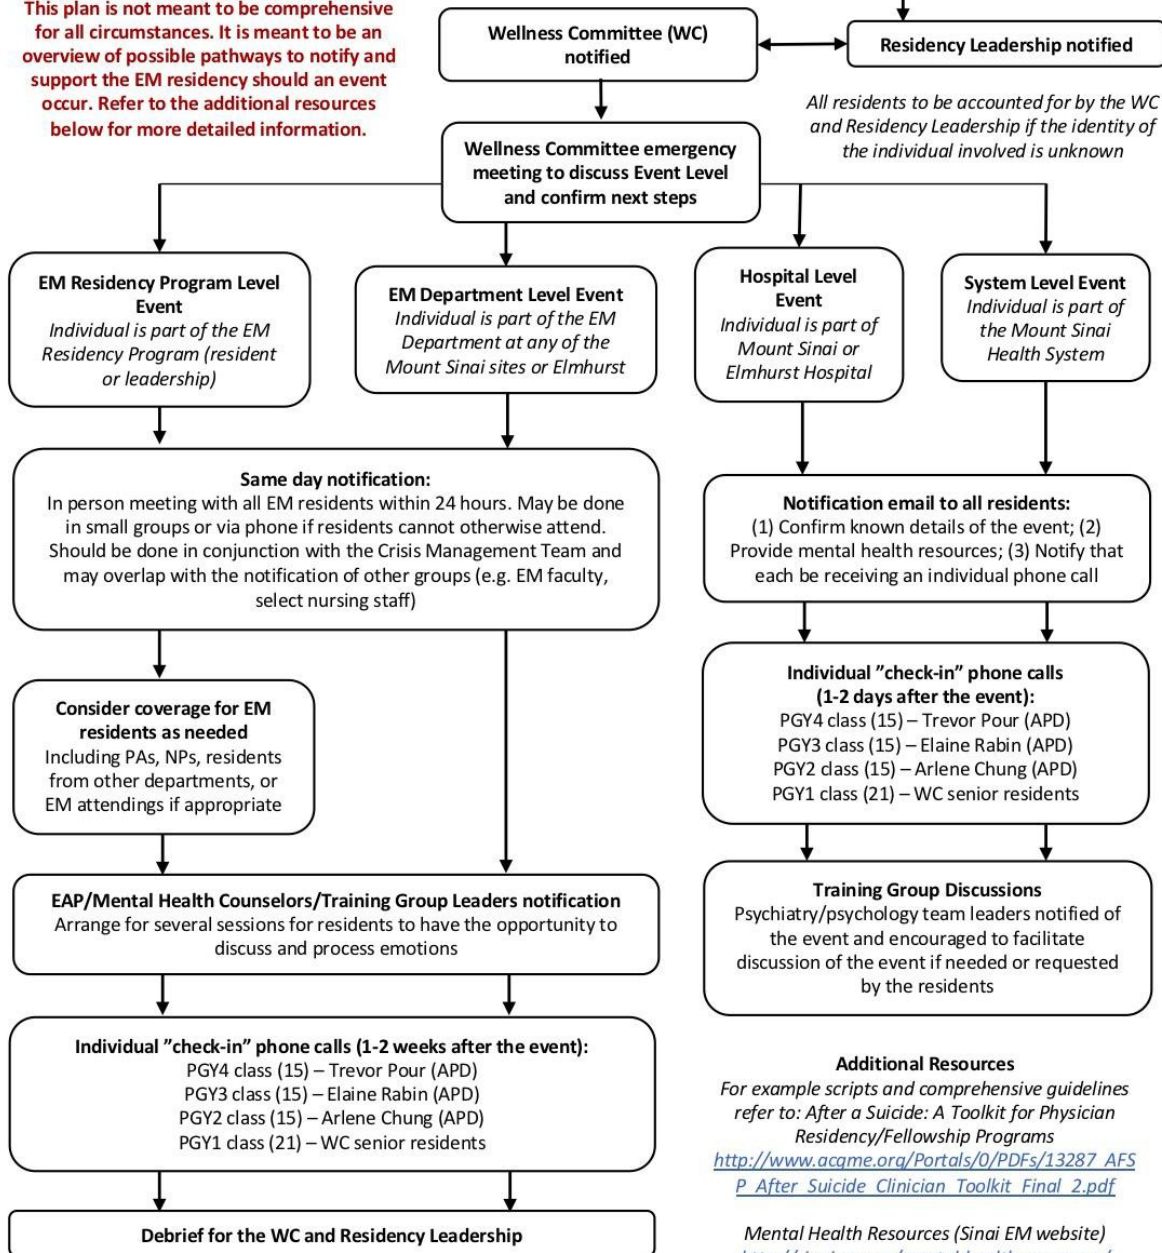 This plan is not meant to be comprehensive
for all circumstances. It is meant to be an
overview of possible pathways to notify and
support the EM residency should an event
occur. Refer to the additional resources
below for more detailed information.
Wellness Committee (WC)
notified
Residency Leadership notified
All residents to be accounted for by the WC
and Residency Leadership if the identity of
the individual involved is unknown
Wellness Committee emergency
meeting to discuss Event Level
and confirm next steps
EM Residency Program Level
Event
Individual is part of the EM
Residency Program (resident
or leadership)
EM Department Level Event
Individual is part of the EM
Department at any of the
Mount Sinai sites or Elmhurst
Hospital Level
Event
Individual is part of
Mount Sinai or
Elmhurst Hospital
System Level Event
Individual is part of
the Mount Sinai
Health System
Same day notification:
In person meeting with all EM residents within 24 hours. May be done
in small groups or via phone if residents cannot otherwise attend.
Should be done in conjunction with the Crisis Management Team and
may overlap with the notification of other groups (e.g. EM faculty,
select nursing staff)
Notification email to all residents:
(1) Confirm known details of the event; (2)
Provide mental health resources; (3) Notify that
each be receiving an individual phone call
Consider coverage for EM
residents as needed
Including PAs, NPs, residents
from other departments, or
EM attendings if appropriate
Individual ”check-in” phone calls
(1-2 days after the event):
PGY4 class (15) – Trevor Pour (APD)
PGY3 class (15) – Elaine Rabin (APD)
PGY2 class (15) – Arlene Chung (APD)
PGY1 class (21) – WC senior residents
EAP/Mental Health Counselors/Training Group Leaders notification
Arrange for several sessions for residents to have the opportunity to
discuss and process emotions
Training Group Discussions
Psychiatry/psychology team leaders notified of
the event and encouraged to facilitate
discussion of the event if needed or requested
by the residents
Individual ”check-in” phone calls (1-2 weeks after the event):
PGY4 class (15) – Trevor Pour (APD)
PGY3 class (15) – Elaine Rabin (APD)
PGY2 class (15) – Arlene Chung (APD)
PGY1 class (21) – WC senior residents
Debrief for the WC and Residency Leadership
Additional Resources
For example scripts and comprehensive guidelines
refer to: After a Suicide: A Toolkit for Physician
Residency/Fellowship Programs
http://www.acgme.org/Portals/0/PDFs/13287_AFS
P_After_Suicide_Clinician_Toolkit_Final_2.pdf
Mental Health Resources (Sinai EM website)